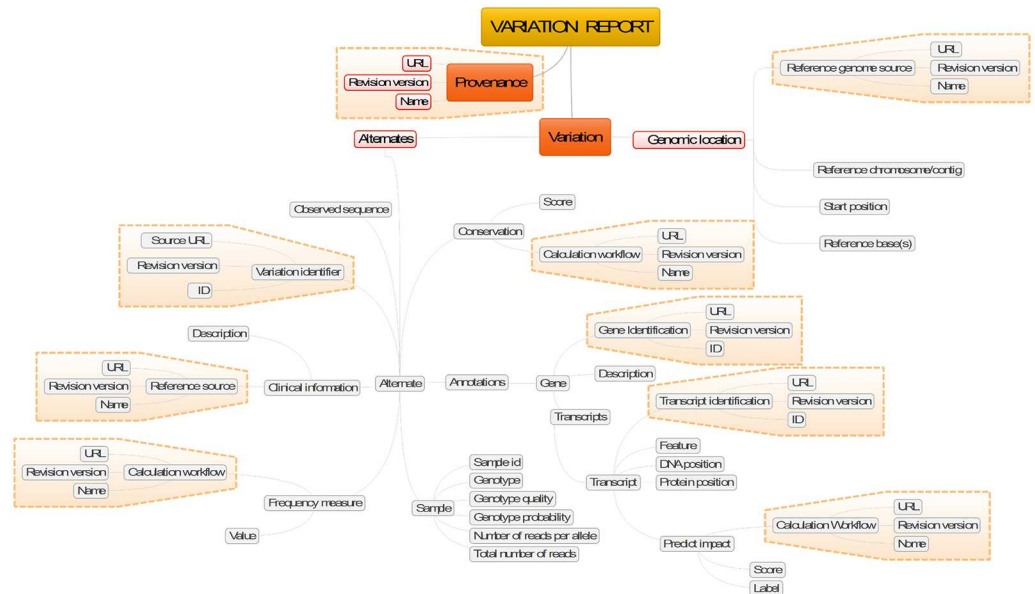 VARIATION REPORT
URL
Revision version
Name
Provenance
URL
Reference genome source
Revision version
Name
Alternates
Variation
Genomic location
Reference chromosome/contig
Start position
Reference base(s)
Observed sequence
Score
Conservation
Calculation workflow
URL
Revision version
Name
Source URL
Revision version
ID
Variation identifier
Description
URL
Revision version
Name
Reference source
Clinical information
Alternate
Annotations
Gene
Gene Identification
URL
Revision version
ID
Description
Transcripts
Transcript identification
URL
Revision version
ID
Feature
DNA position
Protein position
Transcript
URL
Revision version
Name
Calculation workflow
Frequency measure
Value
Sample
Sample id
Genotype
Genotype quality
Genotype probability
Number of reads per allele
Total number of reads
Predict impact
Calculation Workflow
URL
Revision version
Nome
Score
Label